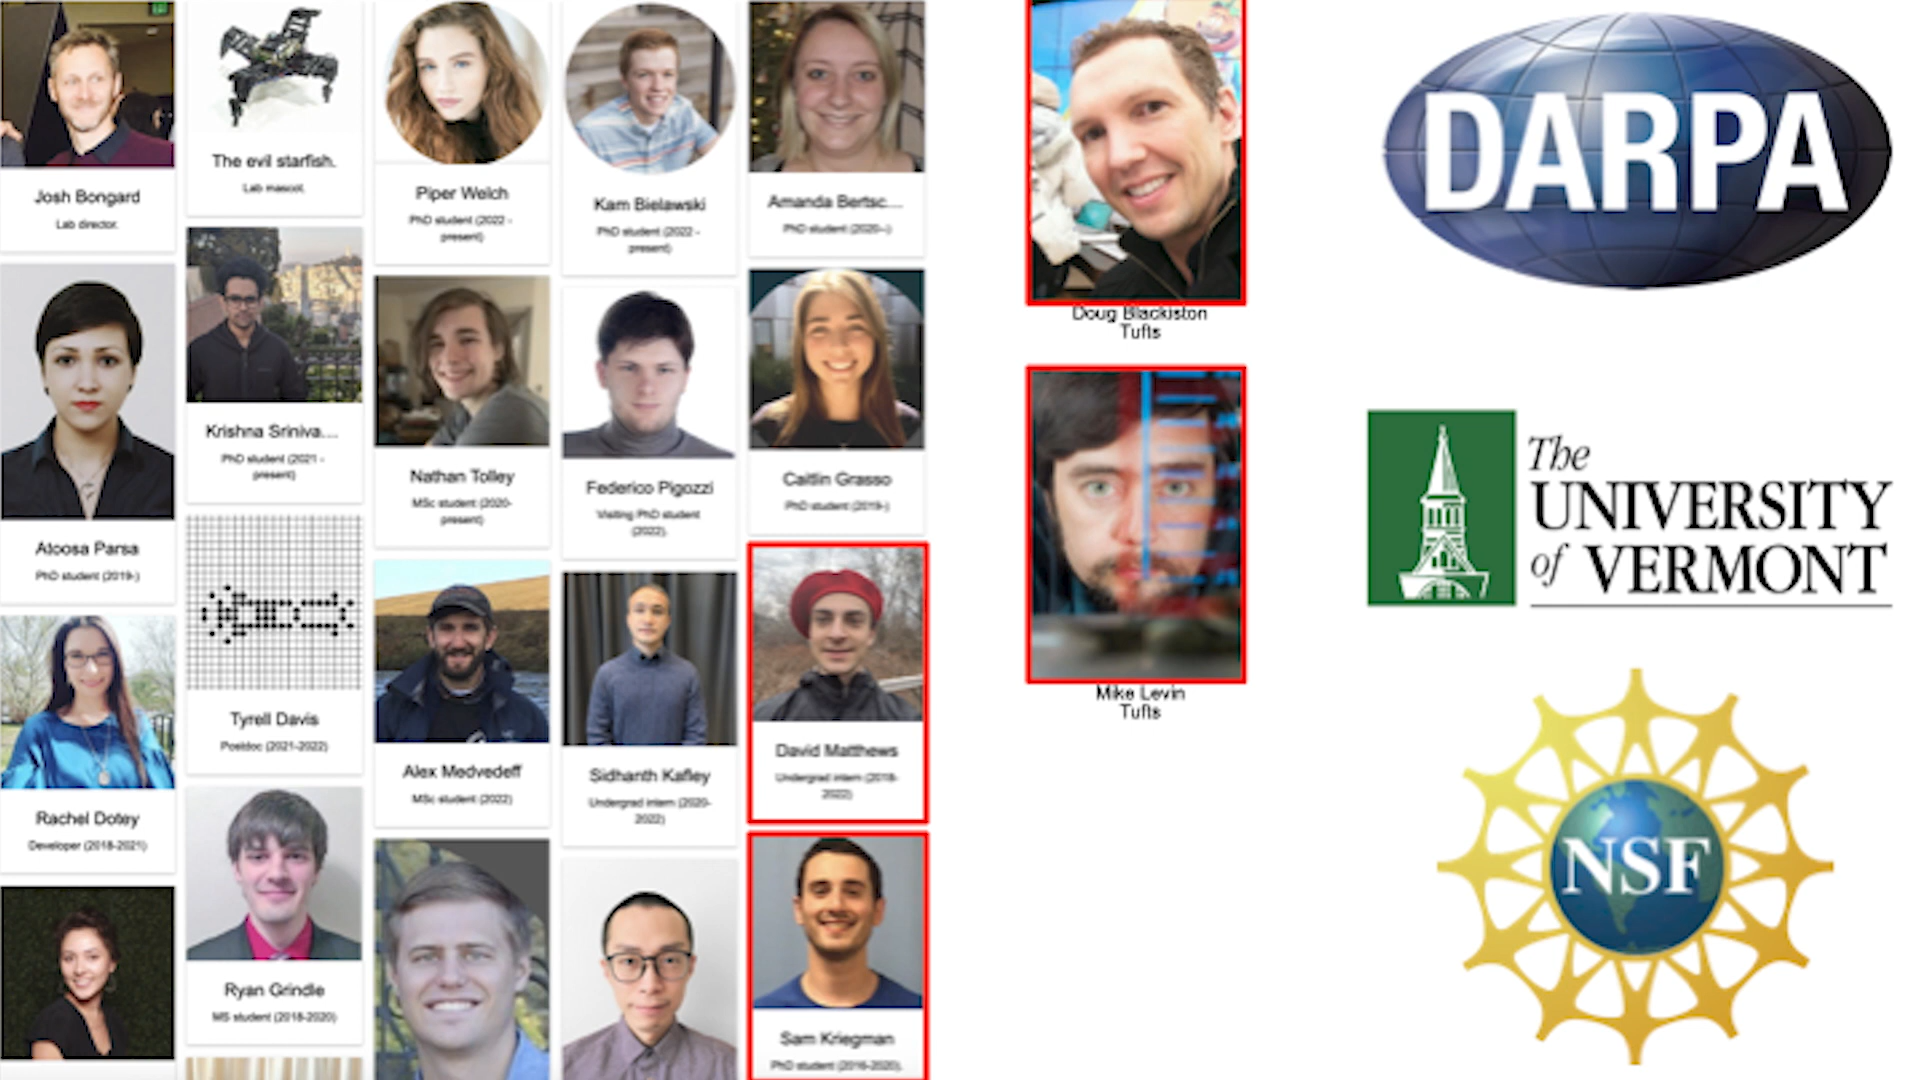 Josh Bongard
Lab director.
Atoosa Parsa
PhD student (2019-)
Rachel Dotey
Developer (2018-2021)
The evil starfish.
Lab mascot.
Krishna Sriniva....
PhD student (2021 -
present)
Tyrell Davis
Postdoc (2021-2022)
Ryan Grindle
MS student (2018-2020)
Piper Welch
PhD student (2022 -
present)
Nathan Tolley
MSc student (2020-
present)
Alex Medvedeff
MSc student (2022)
Kam Bielawski
PhD student (2022 -
present)
Federico Pigozzi
Visiting PhD student
(2022).
Sidhanth Kafley
Undergrad intern (2020-
2022)
Amanda Bertsc....
PhD student (2020--)
Caitlin Grasso
PhD student (2019-)
David Matthews
Undergrad intern (2018-
2022)
Sam Kriegman
PhD student (2016-2020).
Doug Blackiston
Tufts
Mike Levin
Tufts
DARPA
The
UNIVERSITY
of VERMONT
NSF